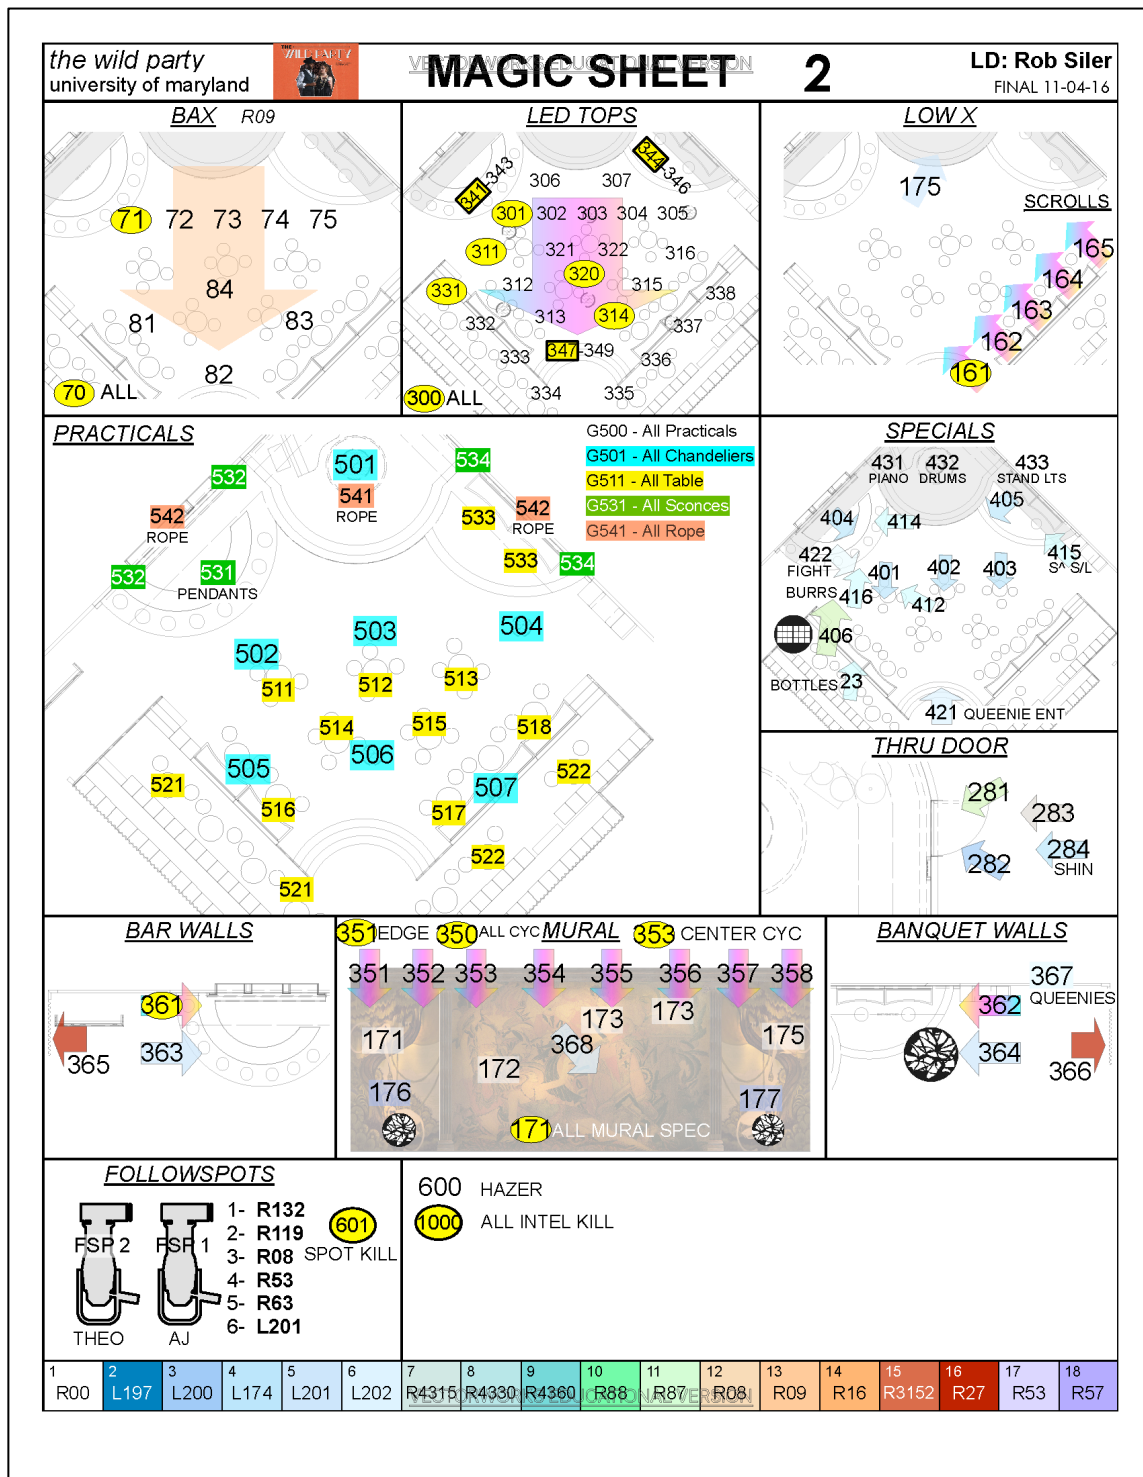 the wild party
university of maryland
THE
WILD PARTY
VECTORWORKS EDUCATIONAL VERSION
MAGIC SHEET 2
LD: Rob Siler
FINAL 11-04-16
BAX R09
71 72 73 74 75
84
81 83
82
70 ALL
LED TOPS
341-343 344-346
306 307
301 302 303 304 305
311 321 322 316
320
331 312 315 338
332 313 314 337
333 347-349 336
334 335
300 ALL
LOW X
175
SCROLLS
165
164
163
162
161
PRACTICALS
G500 - All Practicals
G501 - All Chandeliers
G511 - All Table
G531 - All Sconces
G541 - All Rope
501
532 534
541
ROPE
542
ROPE
533
542
ROPE
533
532
531
PENDANTS
534
502 503 504
511 512 513
514 515 518
505 506 507
521 516 517 522
522
521
SPECIALS
431
PIANO
432
DRUMS
433
STAND LTS
405
404 414
422
FIGHT
415
S^ S/L
401 402 403
BURRS 416 412
406
BOTTLES 23
421 QUEENIE ENT
THRU DOOR
281
283
282
284
SHIN
BAR WALLS
361
365 363
351 EDGE 350 ALL CYC MURAL 353 CENTER CYC
351 352 353 354 355 356 357 358
171 173 173 175
368
172
176 177
171 ALL MURAL SPEC
BANQUET WALLS
367
QUEENIES
362
364
366
FOLLOWSPOTS
FSP 2 FSP 1
THEO AJ
1- R132
2- R119
3- R08
4- R53
5- R63
6- L201
601
SPOT KILL
600 HAZER
1000 ALL INTEL KILL
1 2 3 4 5 6 7 8 9 10 11 12 13 14 15 16 17 18
R00 L197 L200 L174 L201 L202 R4315 R4330 R4360 R88 R87 R08 R09 R16 R3152 R27 R53 R57
VECTORWORKS EDUCATIONAL VERSION